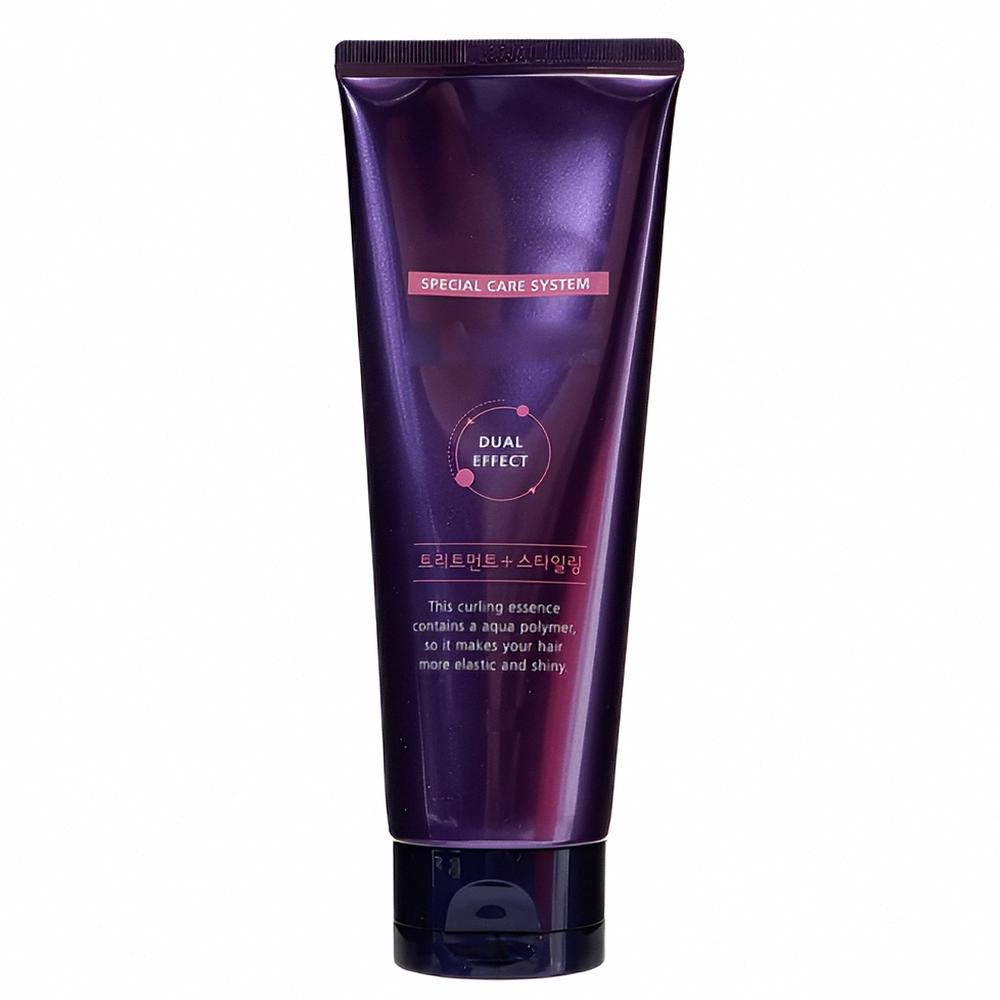 SPECIAL CARE SYSTEM
DUAL
EFFECT
트리트먼트+스타일링
This curling essence
contains a aqua polymer,
so it makes your hair
more elastic and shiny.